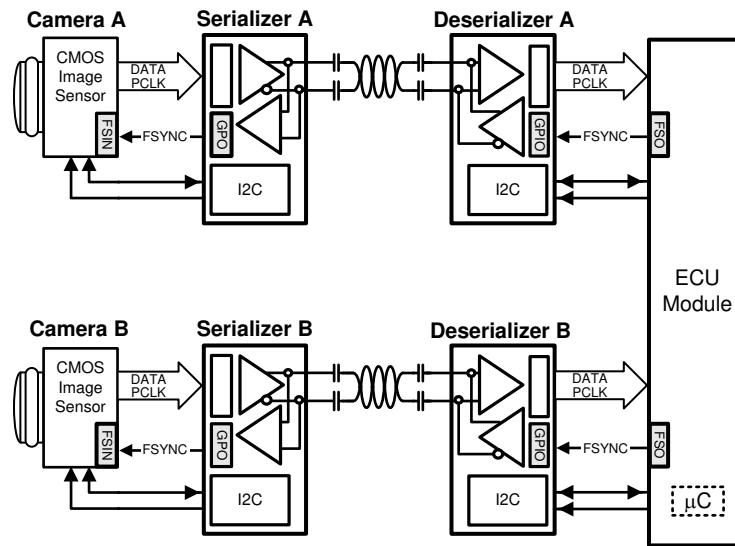 Camera A
Serializer A
Deserializer A
CMOS
Image
Sensor
DATA
PCLK
DATA
PCLK
FSIN
FSYNC
GPO
GPIO
FSYNC
FSO
I2C
I2C
ECU
Module
Camera B
Serializer B
Deserializer B
CMOS
Image
Sensor
DATA
PCLK
DATA
PCLK
FSIN
FSYNC
GPO
GPIO
FSYNC
FSO
I2C
I2C
μC